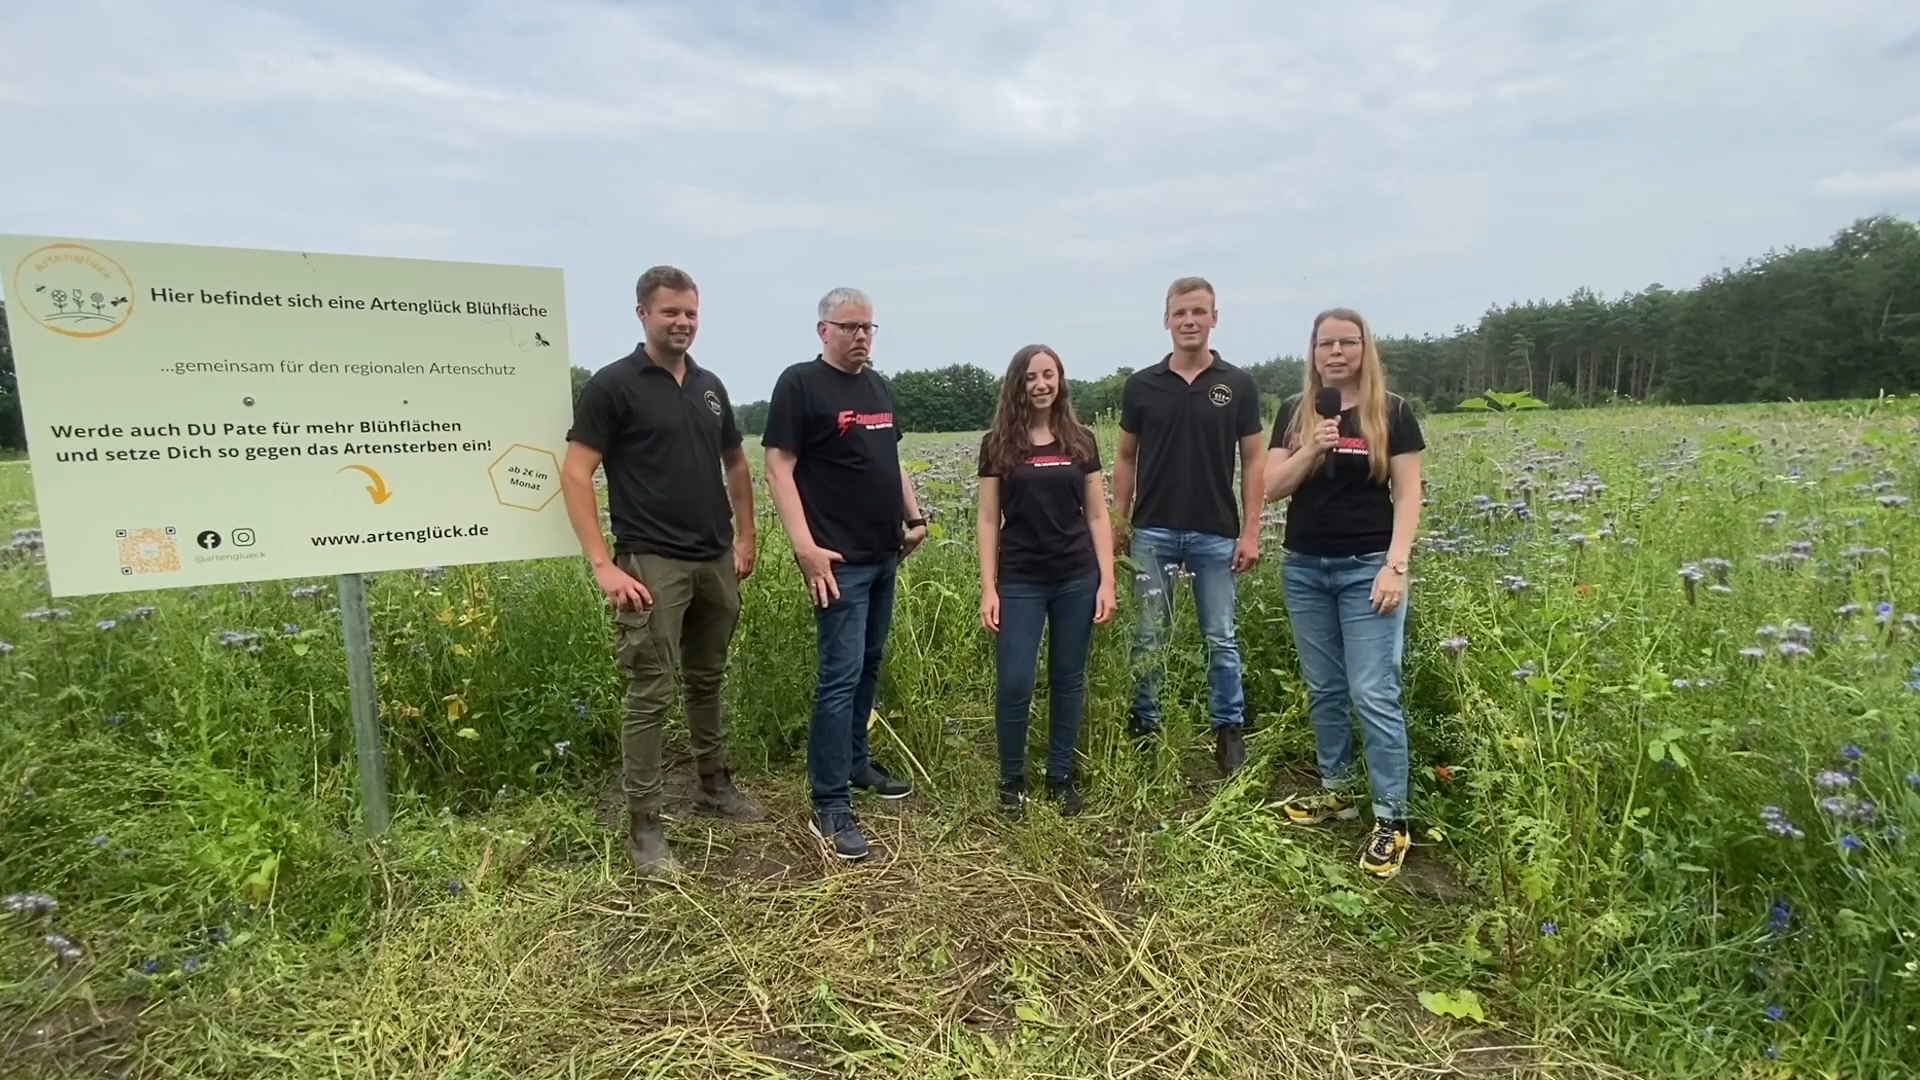 Artenglück
Hier befindet sich eine Artenglück Blühfläche
...gemeinsam für den regionalen Artenschutz
Werde auch DU Pate für mehr Blühflächen
und setze Dich so gegen das Artensterben ein!
ab 2€ im
Monat
www.artenglück.de
@artenglueck
E-CANNONBALL